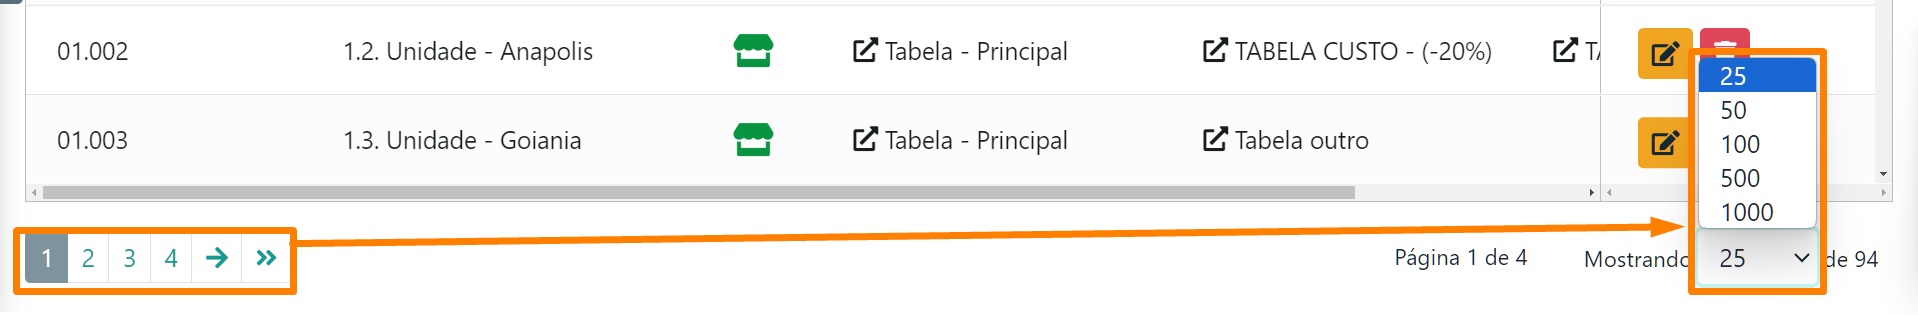 01.002 1.2. Unidade - Anapolis Tabela - Principal TABELA CUSTO - (-20%)
25
50
01.003 1.3. Unidade - Goiania Tabela - Principal Tabela outro
100
500
1000
1 2 3 4 Página 1 de 4 Mostrando 25 de 94